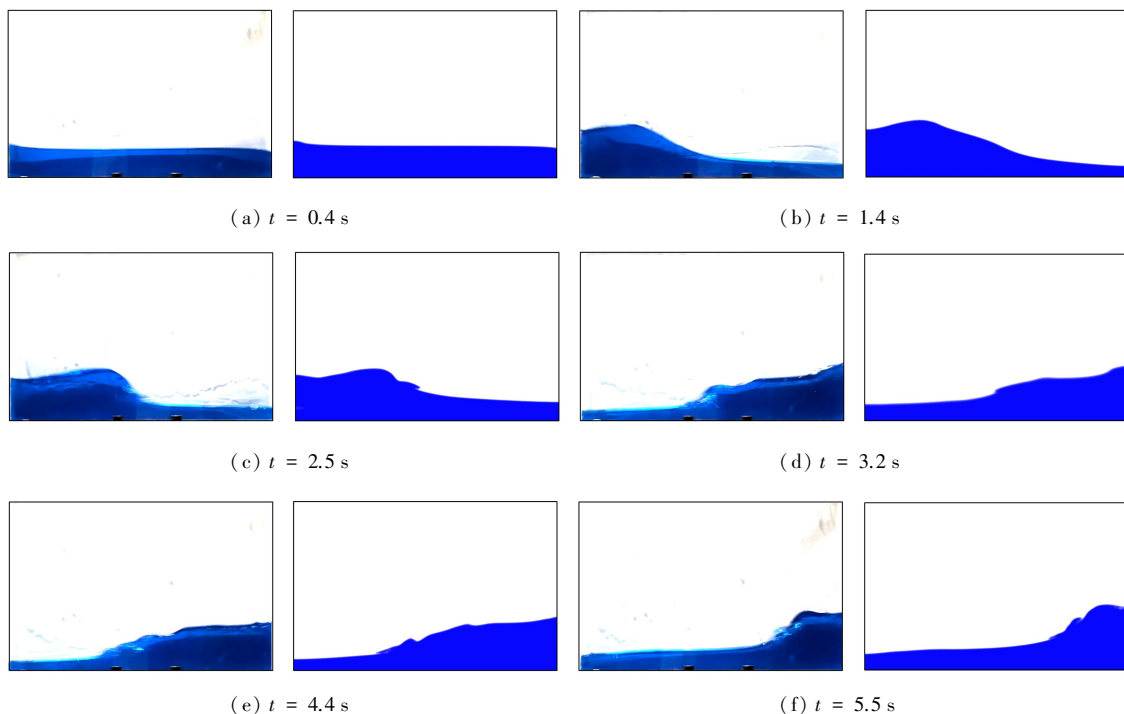 (a) t = 0.4 s
(b) t = 1.4 s
(c) t = 2.5 s
(d) t = 3.2 s
(e) t = 4.4 s
(f) t = 5.5 s